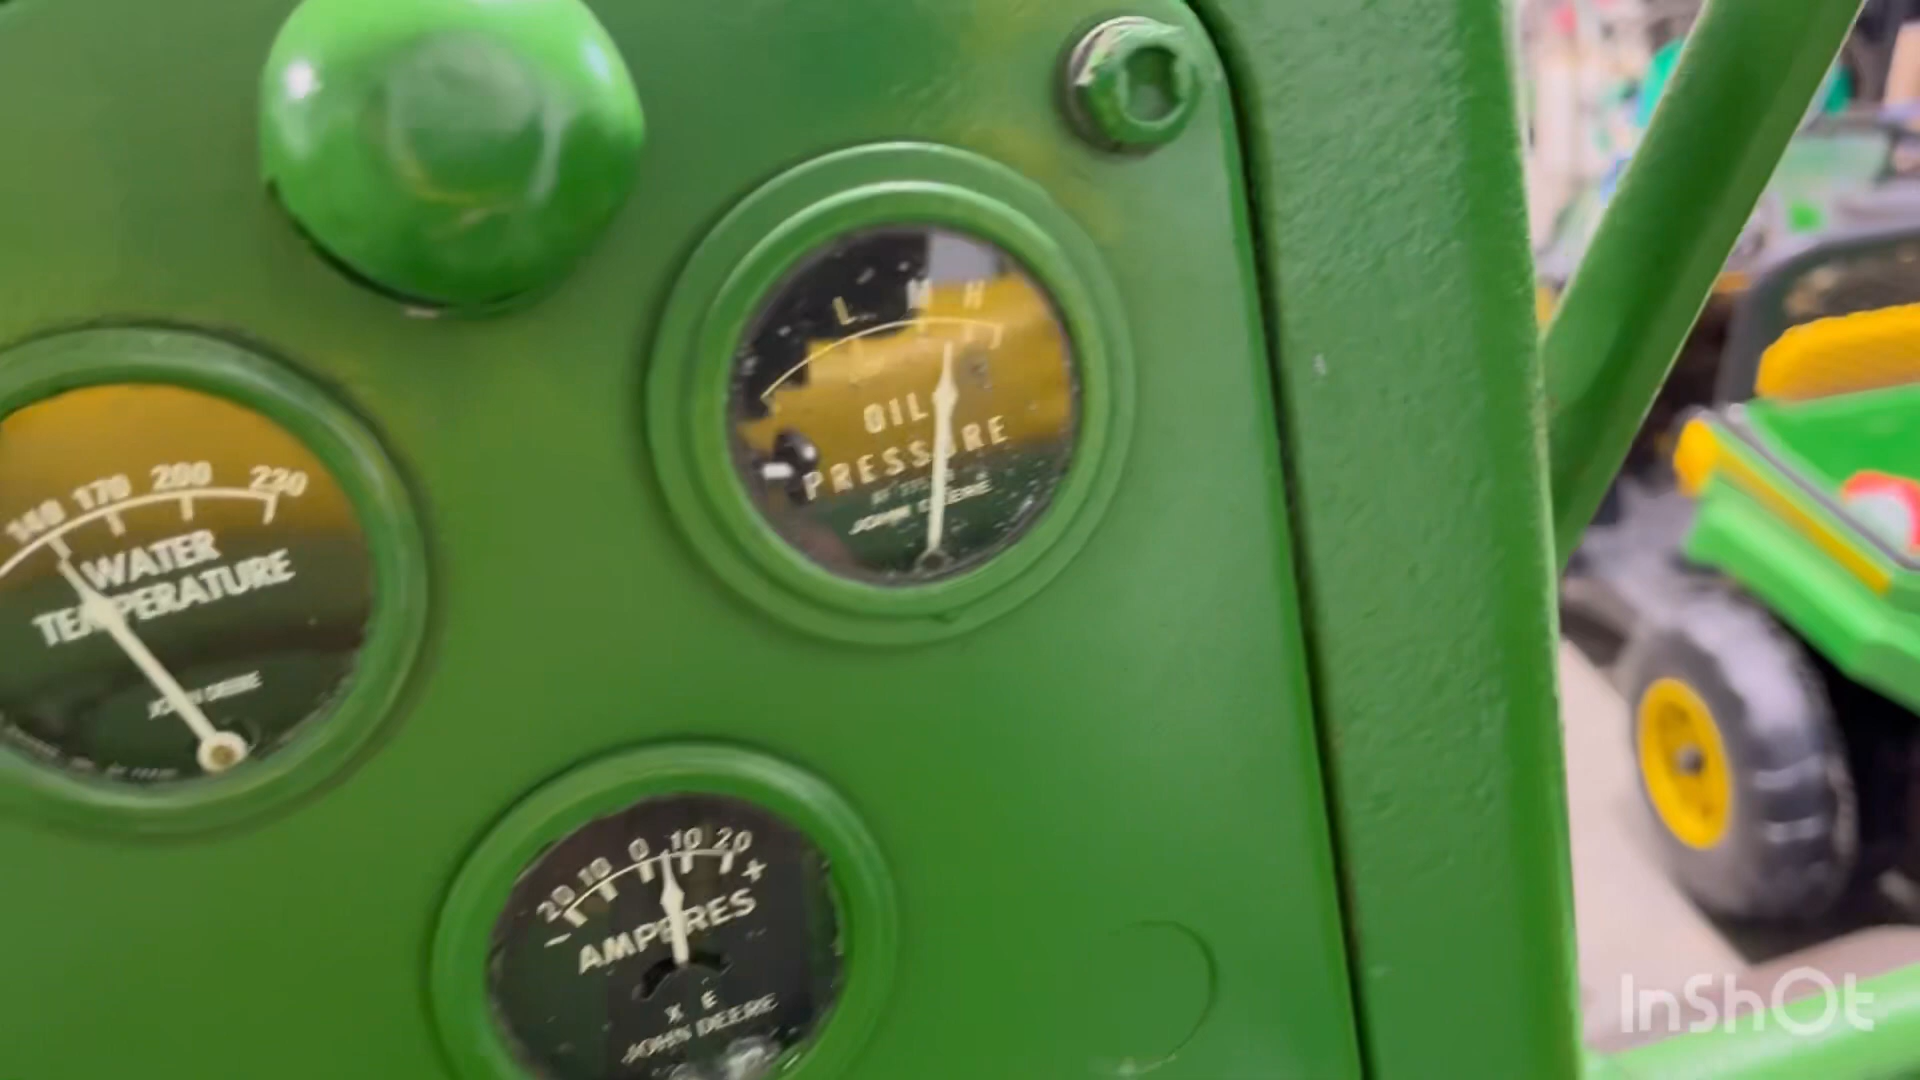 L M H
OIL
PRESSURE
JOHN DEERE
140 170 200 220
WATER
TEMPERATURE
JOHN DEERE
20 10 0 10 20
- +
AMPERES
X E
JOHN DEERE
InShOt